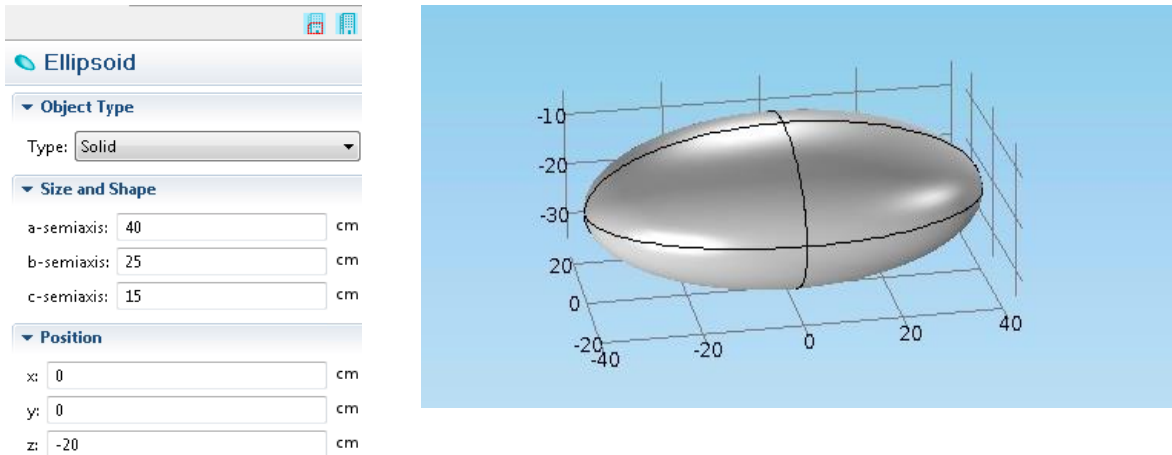 Ellipsoid
Object Type
Type: Solid
Size and Shape
a-semiaxis: 40 cm
b-semiaxis: 25 cm
c-semiaxis: 15 cm
Position
x: 0 cm
y: 0 cm
z: -20 cm
-10
-20
-30
20
0
-20
-40
-20
0
20
40